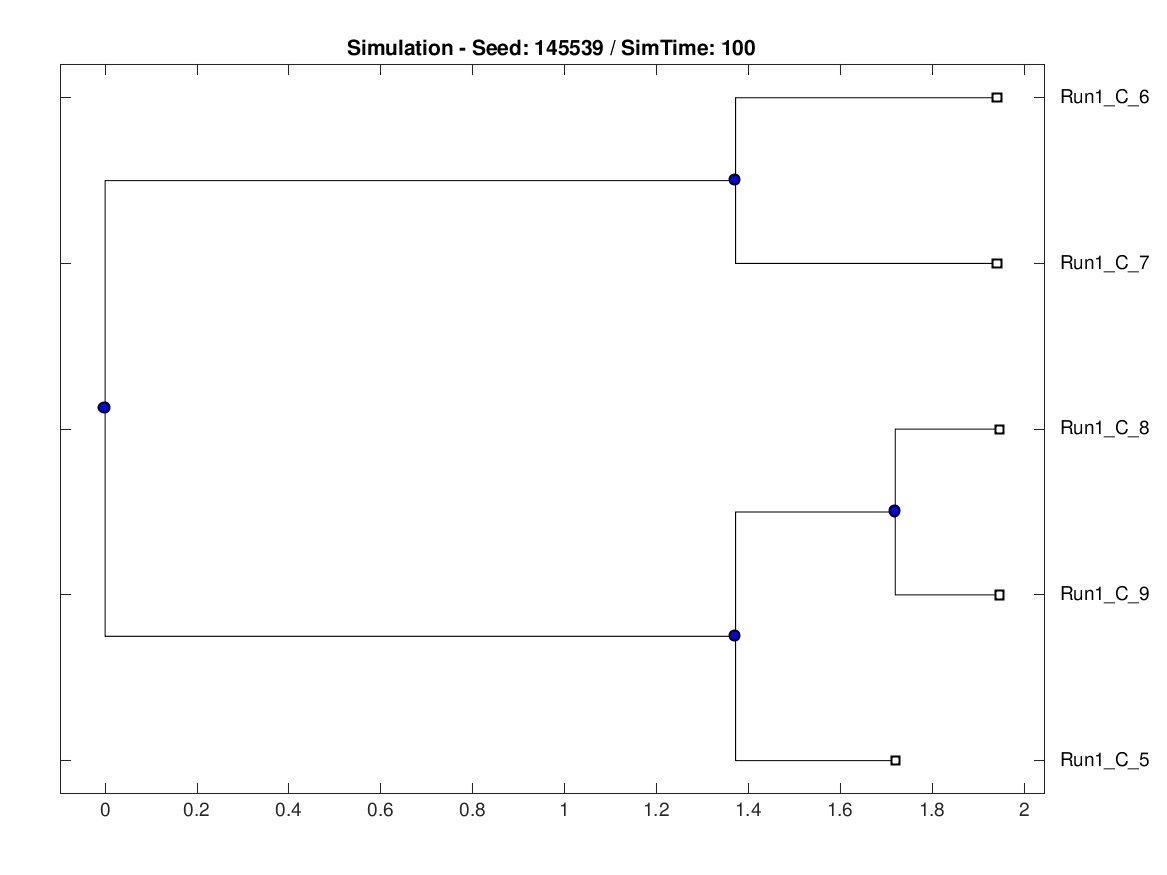 Simulation - Seed: 145539 / SimTime: 100
Run1_C_6
Run1_C_7
Run1_C_8
Run1_C_9
Run1_C_5
0 0.2 0.4 0.6 0.8 1 1.2 1.4 1.6 1.8 2